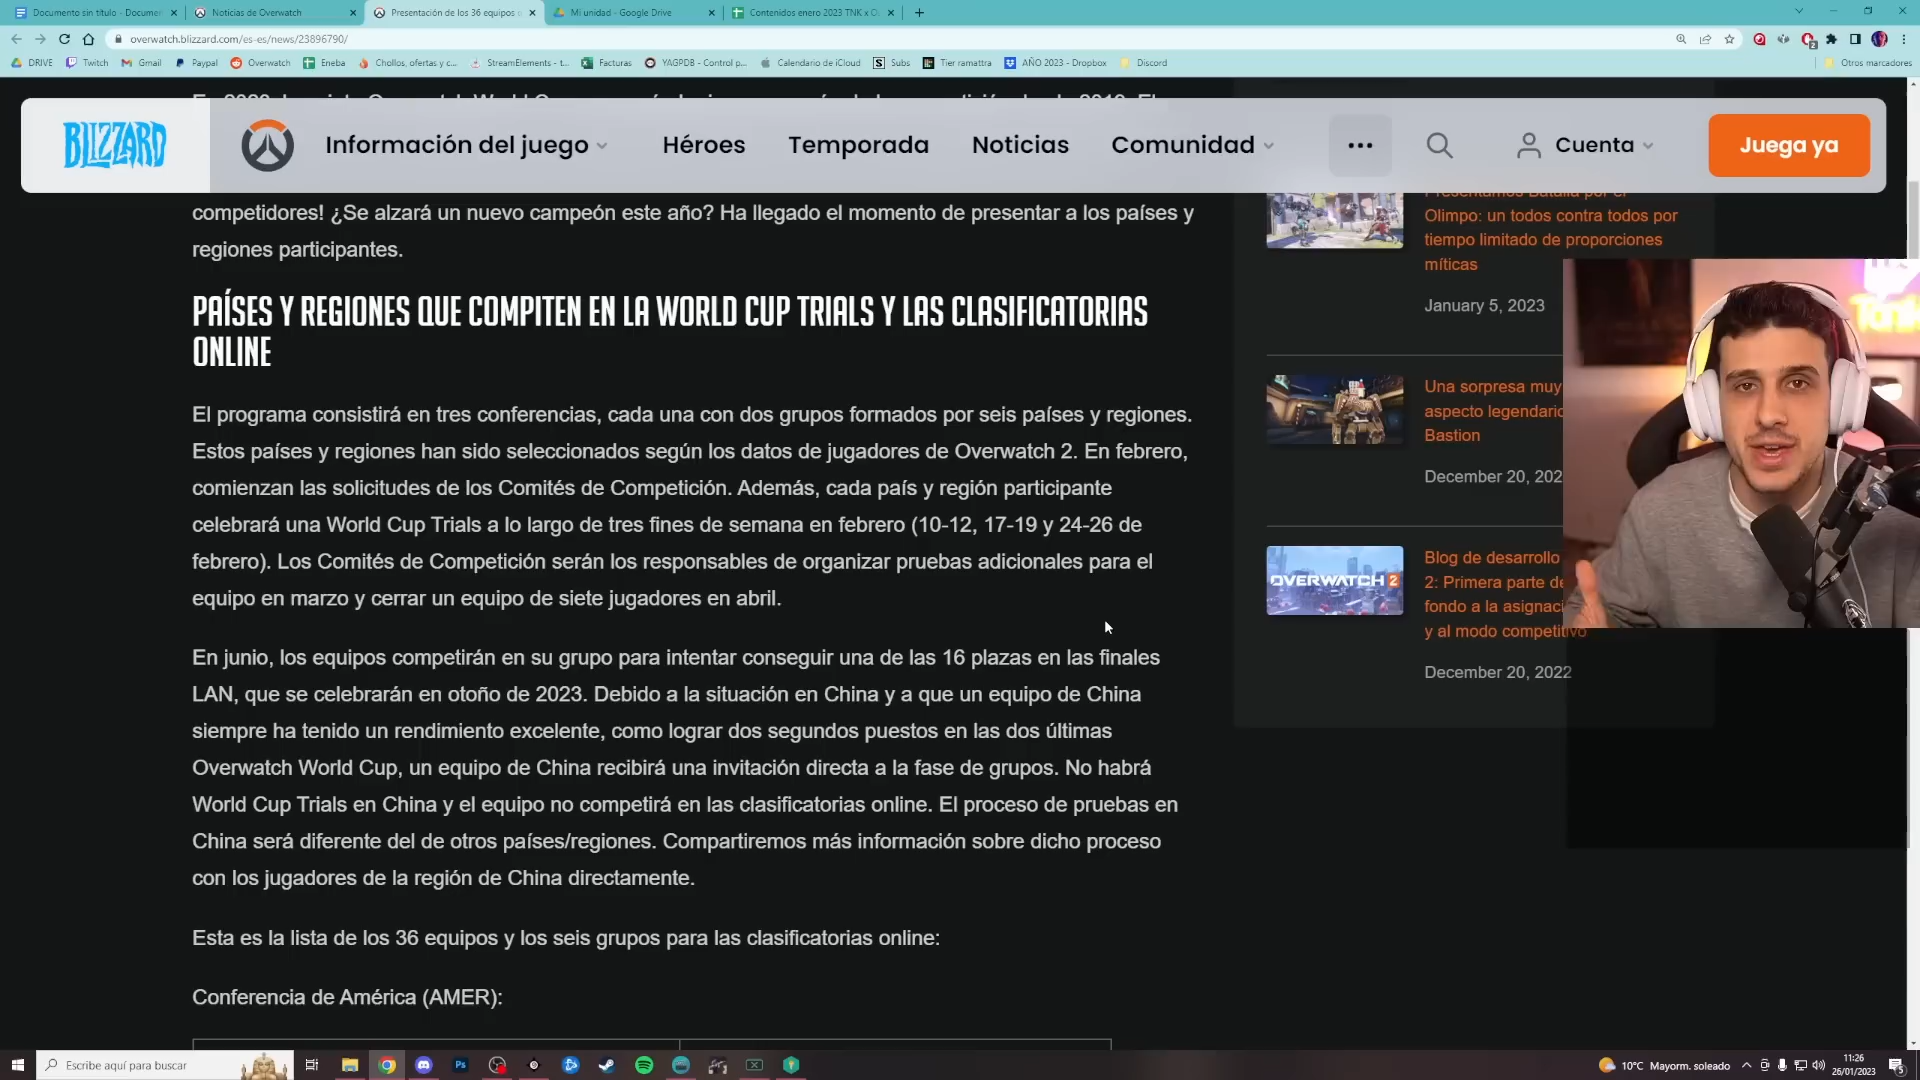 Documento sin título - Documen
Noticias de Overwatch
Presentación de los 36 equipos
Mi unidad - Google Drive
Contenidos enero 2023 TNK x O
overwatch.blizzard.com/es-es/news/23896790/
DRIVE
Twitch
Gmail
Paypal
Overwatch
Eneba
Chollos, ofertas y c...
StreamElements - t...
Facturas
YAGPDB - Control p...
Calendario de iCloud
Subs
Tier ramattra
AÑO 2023 - Dropbox
Discord
Otros marcadores
BLIZZARD
Información del juego
Héroes
Temporada
Noticias
Comunidad
Cuenta
Juega ya
competidores! ¿Se alzará un nuevo campeón este año? Ha llegado el momento de presentar a los países y
regiones participantes.
PAÍSES Y REGIONES QUE COMPITEN EN LA WORLD CUP TRIALS Y LAS CLASIFICATORIAS
ONLINE
El programa consistirá en tres conferencias, cada una con dos grupos formados por seis países y regiones.
Estos países y regiones han sido seleccionados según los datos de jugadores de Overwatch 2. En febrero,
comienzan las solicitudes de los Comités de Competición. Además, cada país y región participante
celebrará una World Cup Trials a lo largo de tres fines de semana en febrero (10-12, 17-19 y 24-26 de
febrero). Los Comités de Competición serán los responsables de organizar pruebas adicionales para el
equipo en marzo y cerrar un equipo de siete jugadores en abril.
En junio, los equipos competirán en su grupo para intentar conseguir una de las 16 plazas en las finales
LAN, que se celebrarán en otoño de 2023. Debido a la situación en China y a que un equipo de China
siempre ha tenido un rendimiento excelente, como lograr dos segundos puestos en las dos últimas
Overwatch World Cup, un equipo de China recibirá una invitación directa a la fase de grupos. No habrá
World Cup Trials en China y el equipo no competirá en las clasificatorias online. El proceso de pruebas en
China será diferente del de otros países/regiones. Compartiremos más información sobre dicho proceso
con los jugadores de la región de China directamente.
Esta es la lista de los 36 equipos y los seis grupos para las clasificatorias online:
Conferencia de América (AMER):
Presentamos Batalla por el
Olimpo: un todos contra todos por
tiempo limitado de proporciones
míticas
January 5, 2023
Una sorpresa muy
aspecto legendario
Bastion
December 20, 202
OVERWATCH 2
Blog de desarrollo
2: Primera parte de
fondo a la asignaci
y al modo competitivo
December 20, 2022
Escribe aquí para buscar
10°C Mayorm. soleado
11:26
26/01/2023